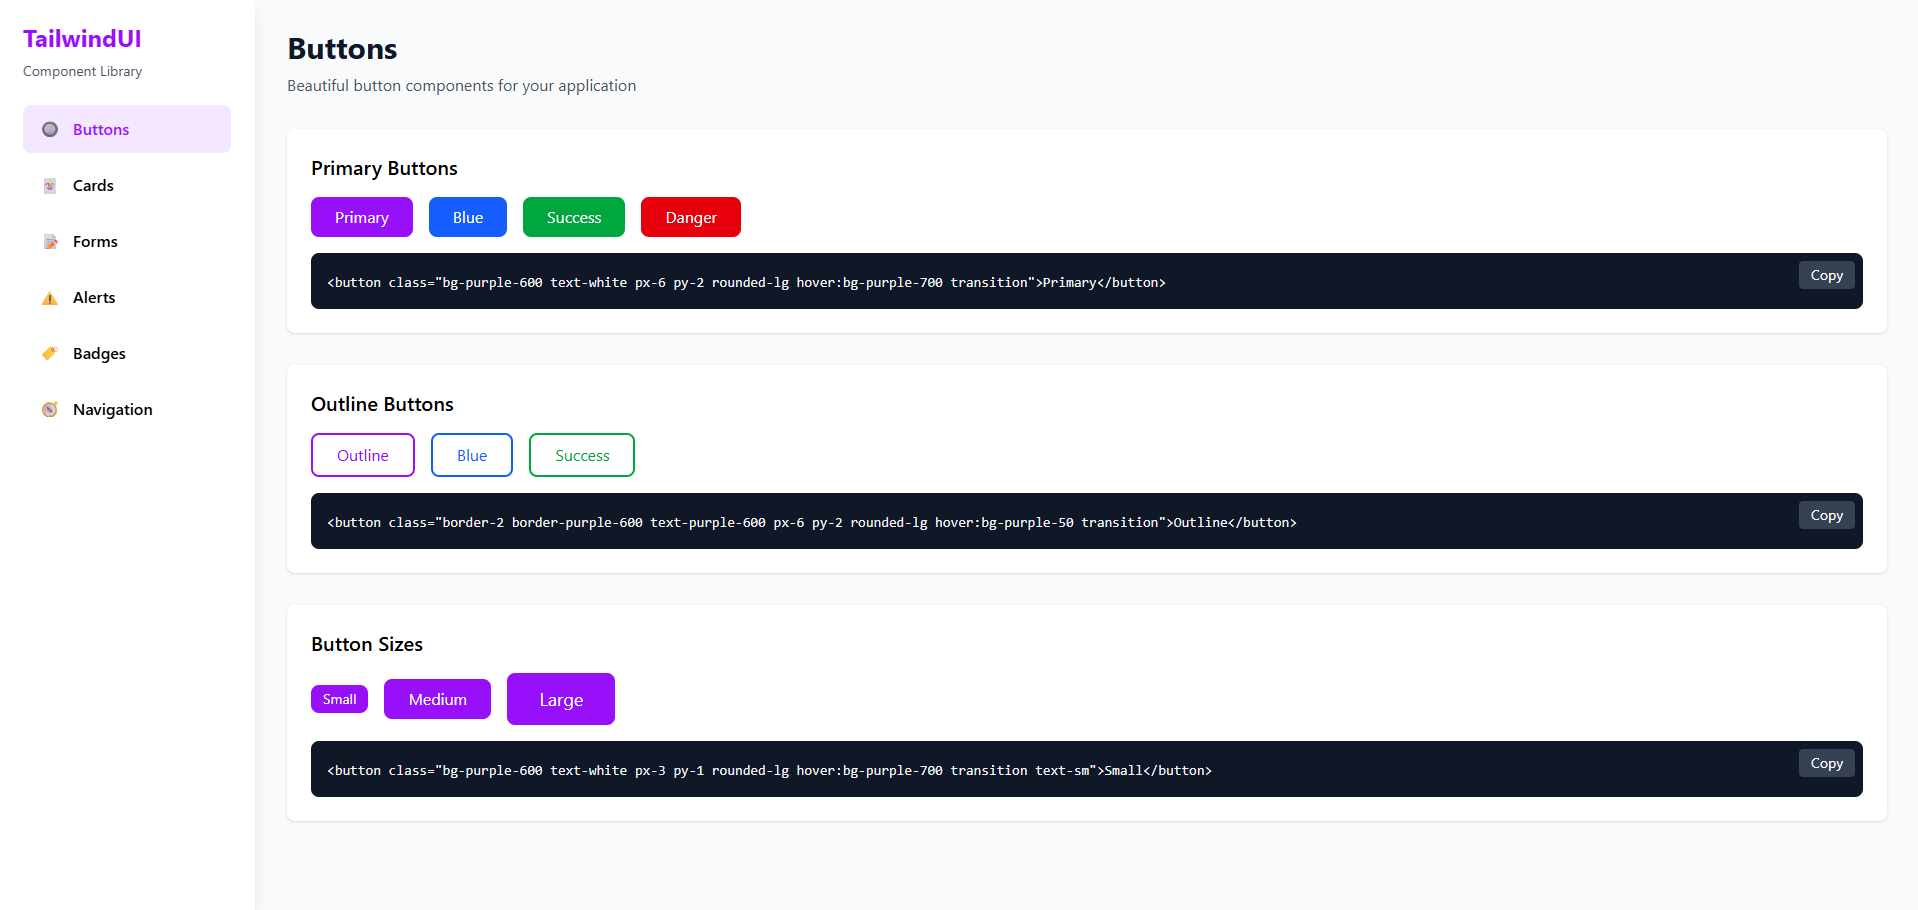 TailwindUI
Component Library
Buttons
Cards
Forms
Alerts
Badges
Navigation
Buttons
Beautiful button components for your application
Primary Buttons
Primary Blue Success Danger
<button class="bg-purple-600 text-white px-6 py-2 rounded-lg hover:bg-purple-700 transition">Primary</button>
Copy
Outline Buttons
Outline Blue Success
<button class="border-2 border-purple-600 text-purple-600 px-6 py-2 rounded-lg hover:bg-purple-50 transition">Outline</button>
Copy
Button Sizes
Small Medium Large
<button class="bg-purple-600 text-white px-3 py-1 rounded-lg hover:bg-purple-700 transition text-sm">Small</button>
Copy